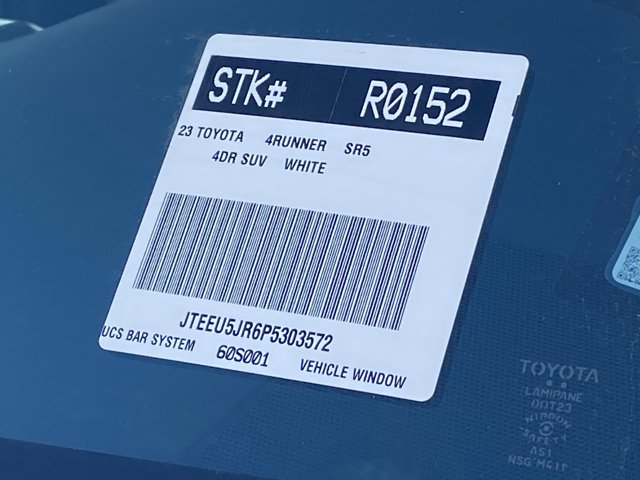 STK# R0152
23 TOYOTA 4RUNNER SR5
4DR SUV WHITE
JTEEU5JR6P5303572
UCS BAR SYSTEM 60S001 VEHICLE WINDOW
TOYOTA
LAMIPANE
DOT23
NIPPON
SAFETY
AS1
NSG M61T